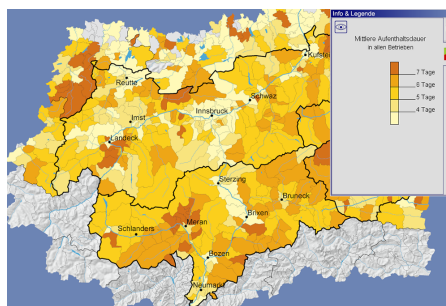 Info & Legende
Mittlere Aufenthaltsdauer
in allen Betrieben
7 Tage
6 Tage
5 Tage
4 Tage
Kufste
Reutte
Schwaz
Innsbruck
Imst
Landeck
Sterzing
Bruneck
Brixen
Meran
Schlanders
Bozen
Neumarkt